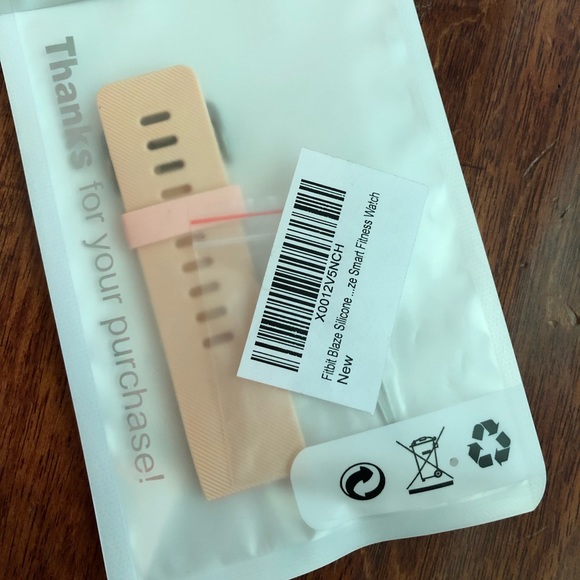 Thanks for your purchase!
X0012V5NCH
Fitbit Blaze Silicone ...ze Smart Fitness Watch
New